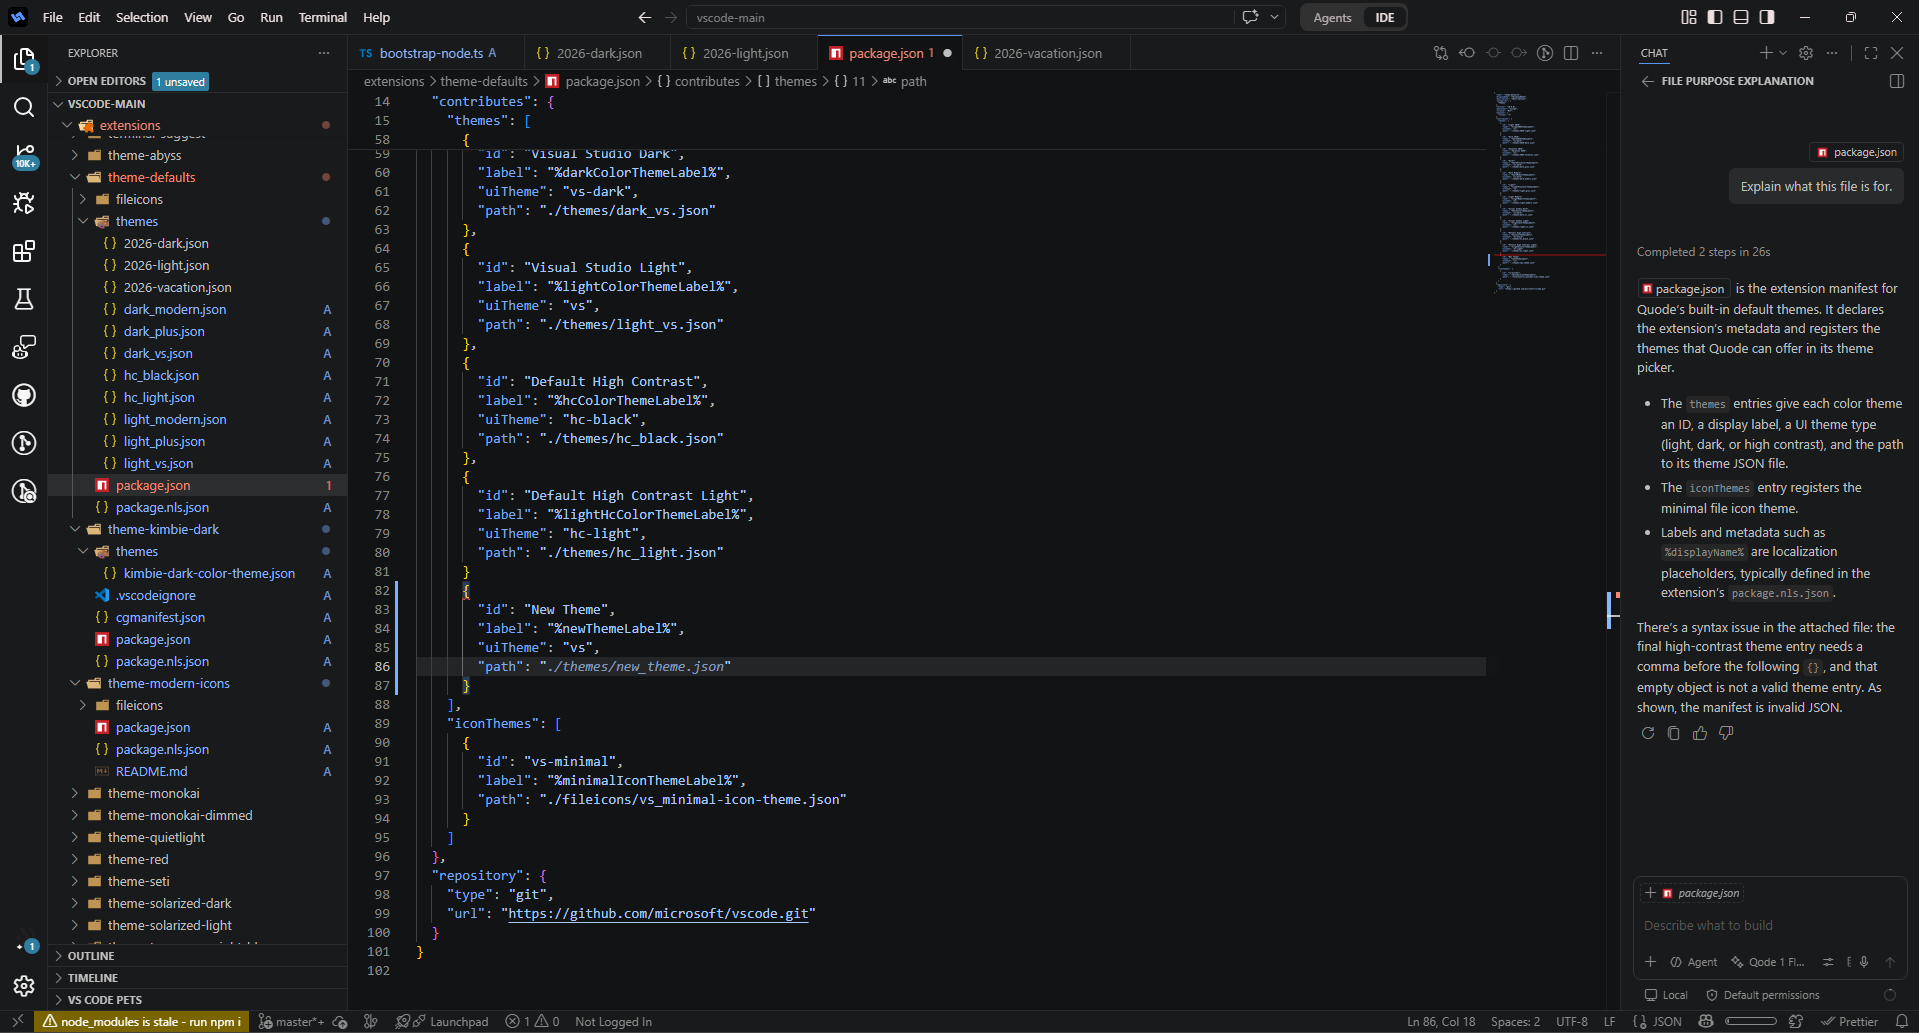 File Edit Selection View Go Run Terminal Help
vscode-main
Agents IDE
EXPLORER
OPEN EDITORS 1 unsaved
VSCODE-MAIN
extensions
theme-abyss
theme-defaults
fileicons
themes
2026-dark.json
2026-light.json
2026-vacation.json
dark_modern.json A
dark_plus.json A
dark_vs.json A
hc_black.json A
hc_light.json A
light_modern.json A
light_plus.json A
light_vs.json A
package.json 1
package.nls.json A
theme-kimbie-dark
themes
kimbie-dark-color-theme.json A
.vscodeignore A
cgmanifest.json A
package.json A
package.nls.json A
theme-modern-icons
fileicons
package.json A
package.nls.json A
README.md A
theme-monokai
theme-monokai-dimmed
theme-quietlight
theme-red
theme-seti
theme-solarized-dark
theme-solarized-light
OUTLINE
TIMELINE
VS CODE PETS
1
10K+
1
TS bootstrap-node.ts A
{} 2026-dark.json
{} 2026-light.json
package.json 1
{} 2026-vacation.json
extensions > theme-defaults > package.json > {} contributes > [] themes > {} 11 > abc path
14 "contributes": {
15 "themes": [
58 {
59 "id": "Visual Studio Dark",
60 "label": "%darkColorThemeLabel%",
61 "uiTheme": "vs-dark",
62 "path": "./themes/dark_vs.json"
63 },
64 {
65 "id": "Visual Studio Light",
66 "label": "%lightColorThemeLabel%",
67 "uiTheme": "vs",
68 "path": "./themes/light_vs.json"
69 },
70 {
71 "id": "Default High Contrast",
72 "label": "%hcColorThemeLabel%",
73 "uiTheme": "hc-black",
74 "path": "./themes/hc_black.json"
75 },
76 {
77 "id": "Default High Contrast Light",
78 "label": "%lightHcColorThemeLabel%",
79 "uiTheme": "hc-light",
80 "path": "./themes/hc_light.json"
81 }
82 {
83 "id": "New Theme",
84 "label": "%newThemeLabel%",
85 "uiTheme": "vs",
86 "path": "./themes/new_theme.json"
87 }
88 ],
89 "iconThemes": [
90 {
91 "id": "vs-minimal",
92 "label": "%minimalIconThemeLabel%",
93 "path": "./fileicons/vs_minimal-icon-theme.json"
94 }
95 ]
96 },
97 "repository": {
98 "type": "git",
99 "url": "https://github.com/microsoft/vscode.git"
100 }
101 }
102
CHAT
FILE PURPOSE EXPLANATION
package.json
Explain what this file is for.
Completed 2 steps in 26s
package.json is the extension manifest for
Quode's built-in default themes. It declares
the extension's metadata and registers the
themes that Quode can offer in its theme
picker.
• The themes entries give each color theme
an ID, a display label, a UI theme type
(light, dark, or high contrast), and the path
to its theme JSON file.
• The iconThemes entry registers the
minimal file icon theme.
• Labels and metadata such as
%displayName% are localization
placeholders, typically defined in the
extension's package.nls.json.
There's a syntax issue in the attached file: the
final high-contrast theme entry needs a
comma before the following {}, and that
empty object is not a valid theme entry. As
shown, the manifest is invalid JSON.
package.json
Describe what to build
Agent Qode 1 Fl...
Local Default permissions
node_modules is stale - run npm i master*+ Launchpad 1 0 Not Logged In
Ln 86, Col 18 Spaces: 2 UTF-8 LF {} JSON Prettier